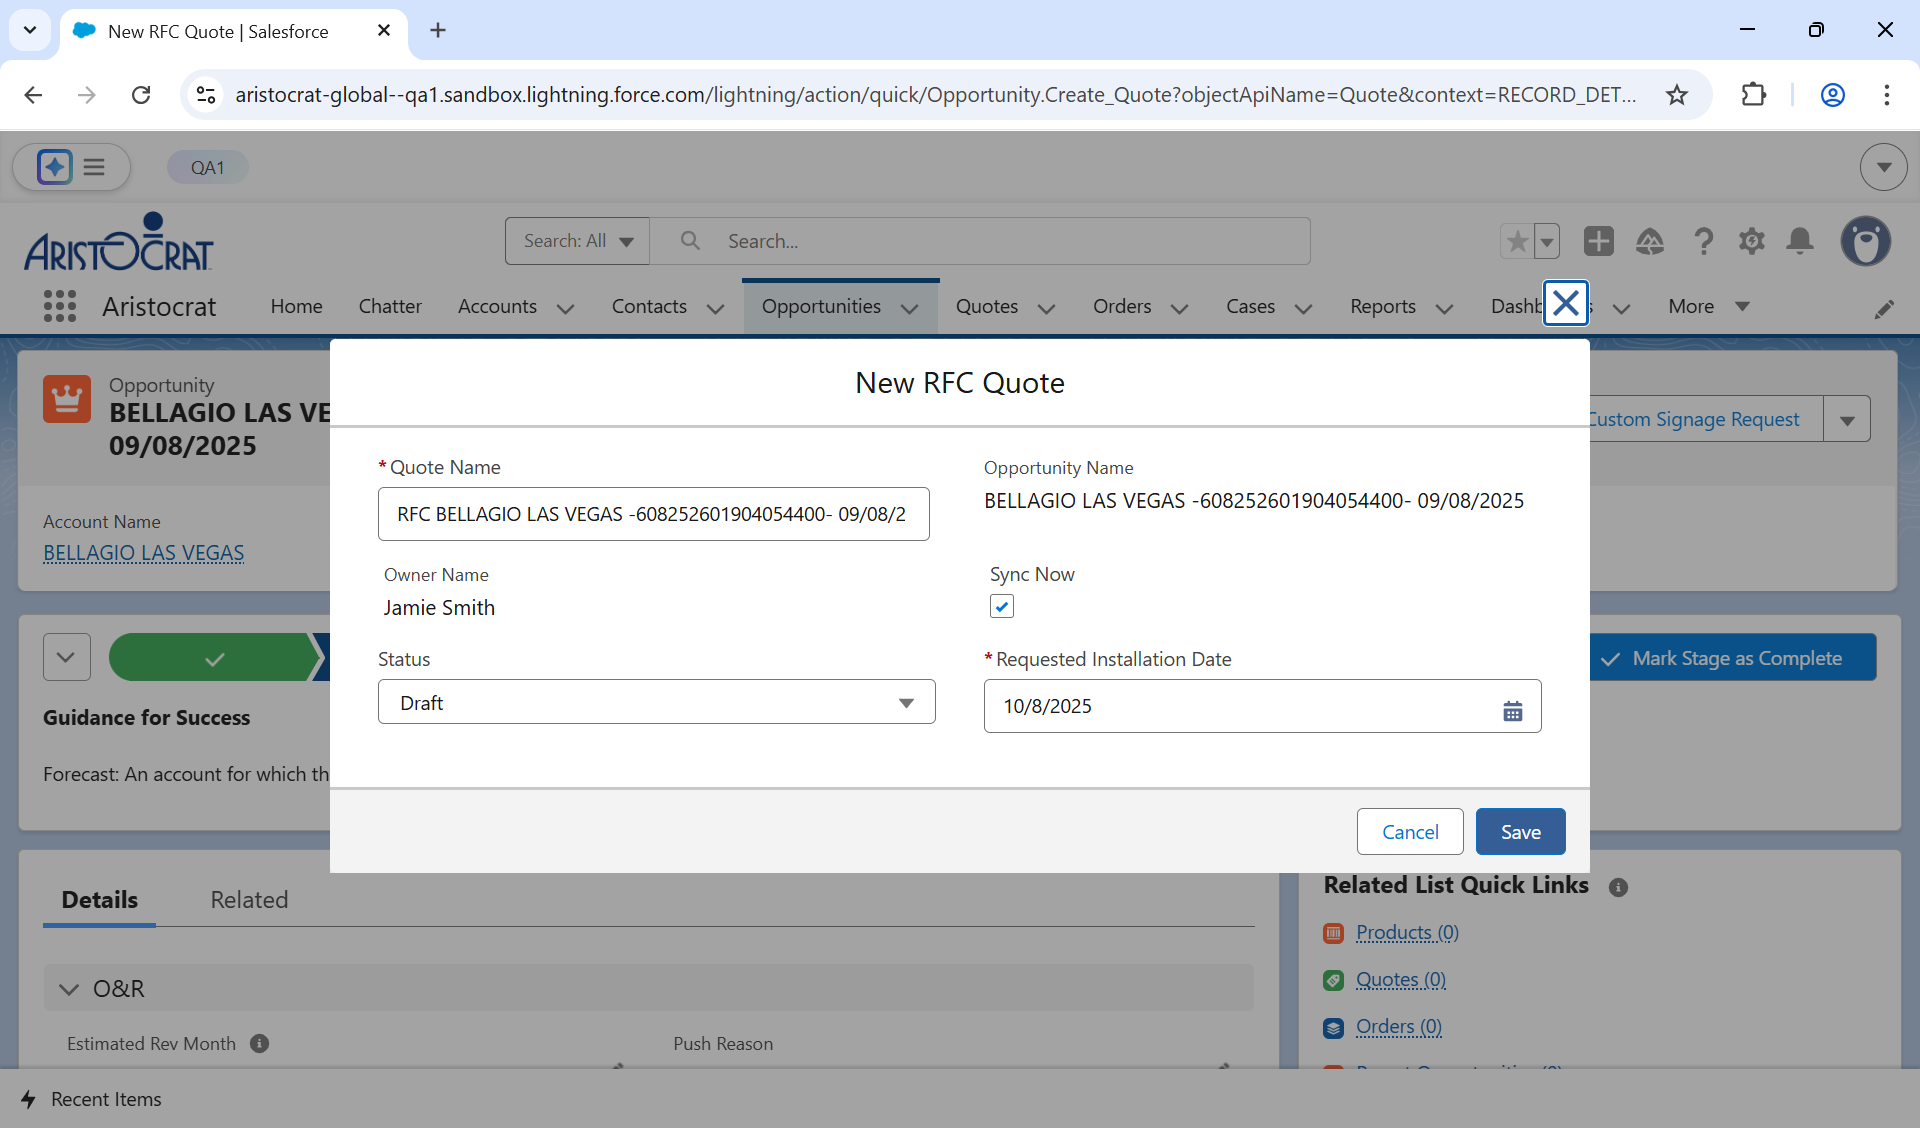 New RFC Quote | Salesforce
aristocrat-global--qa1.sandbox.lightning.force.com/lightning/action/quick/Opportunity.Create_Quote?objectApiName=Quote&context=RECORD_DET...
QA1
ARISTOCRAT
Search: All
Search...
Aristocrat
Home
Chatter
Accounts
Contacts
Opportunities
Quotes
Orders
Cases
Reports
More
Opportunity
BELLAGIO LAS VE
09/08/2025
Custom Signage Request
Account Name
BELLAGIO LAS VEGAS
New RFC Quote
*Quote Name
RFC BELLAGIO LAS VEGAS -608252601904054400- 09/08/2
Opportunity Name
BELLAGIO LAS VEGAS -608252601904054400- 09/08/2025
Owner Name
Jamie Smith
Sync Now
Status
Draft
*Requested Installation Date
10/8/2025
Cancel
Save
Mark Stage as Complete
Guidance for Success
Forecast: An account for which th
Details
Related
O&R
Estimated Rev Month
Push Reason
Related List Quick Links
Products (0)
Quotes (0)
Orders (0)
Recent Items